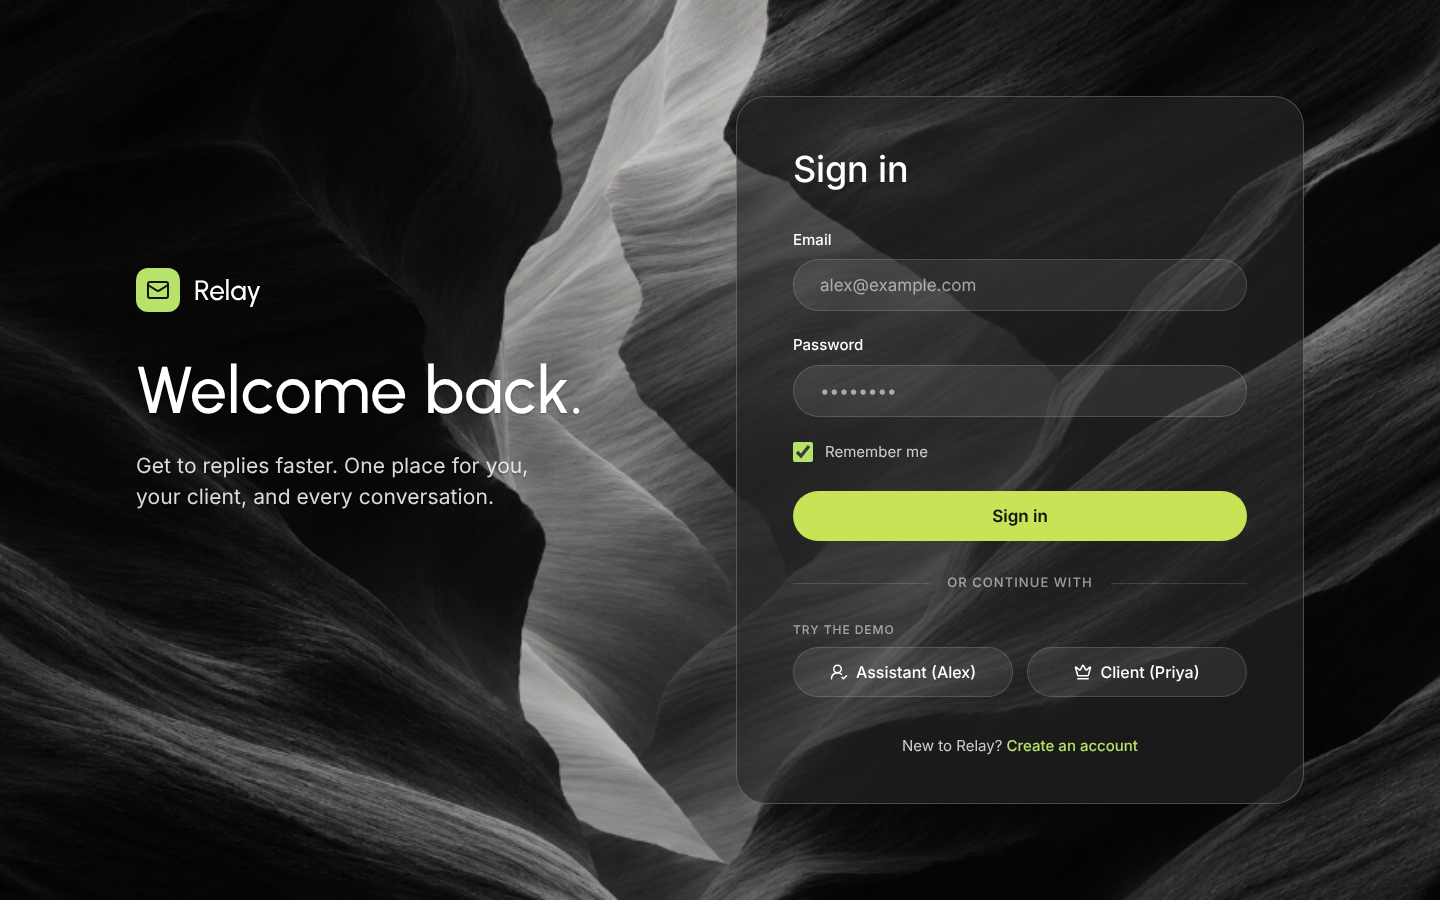 Relay
Welcome back.
Get to replies faster. One place for you,
your client, and every conversation.
Sign in
Email
alex@example.com
Password
••••••••
Remember me
Sign in
OR CONTINUE WITH
TRY THE DEMO
Assistant (Alex)
Client (Priya)
New to Relay? Create an account